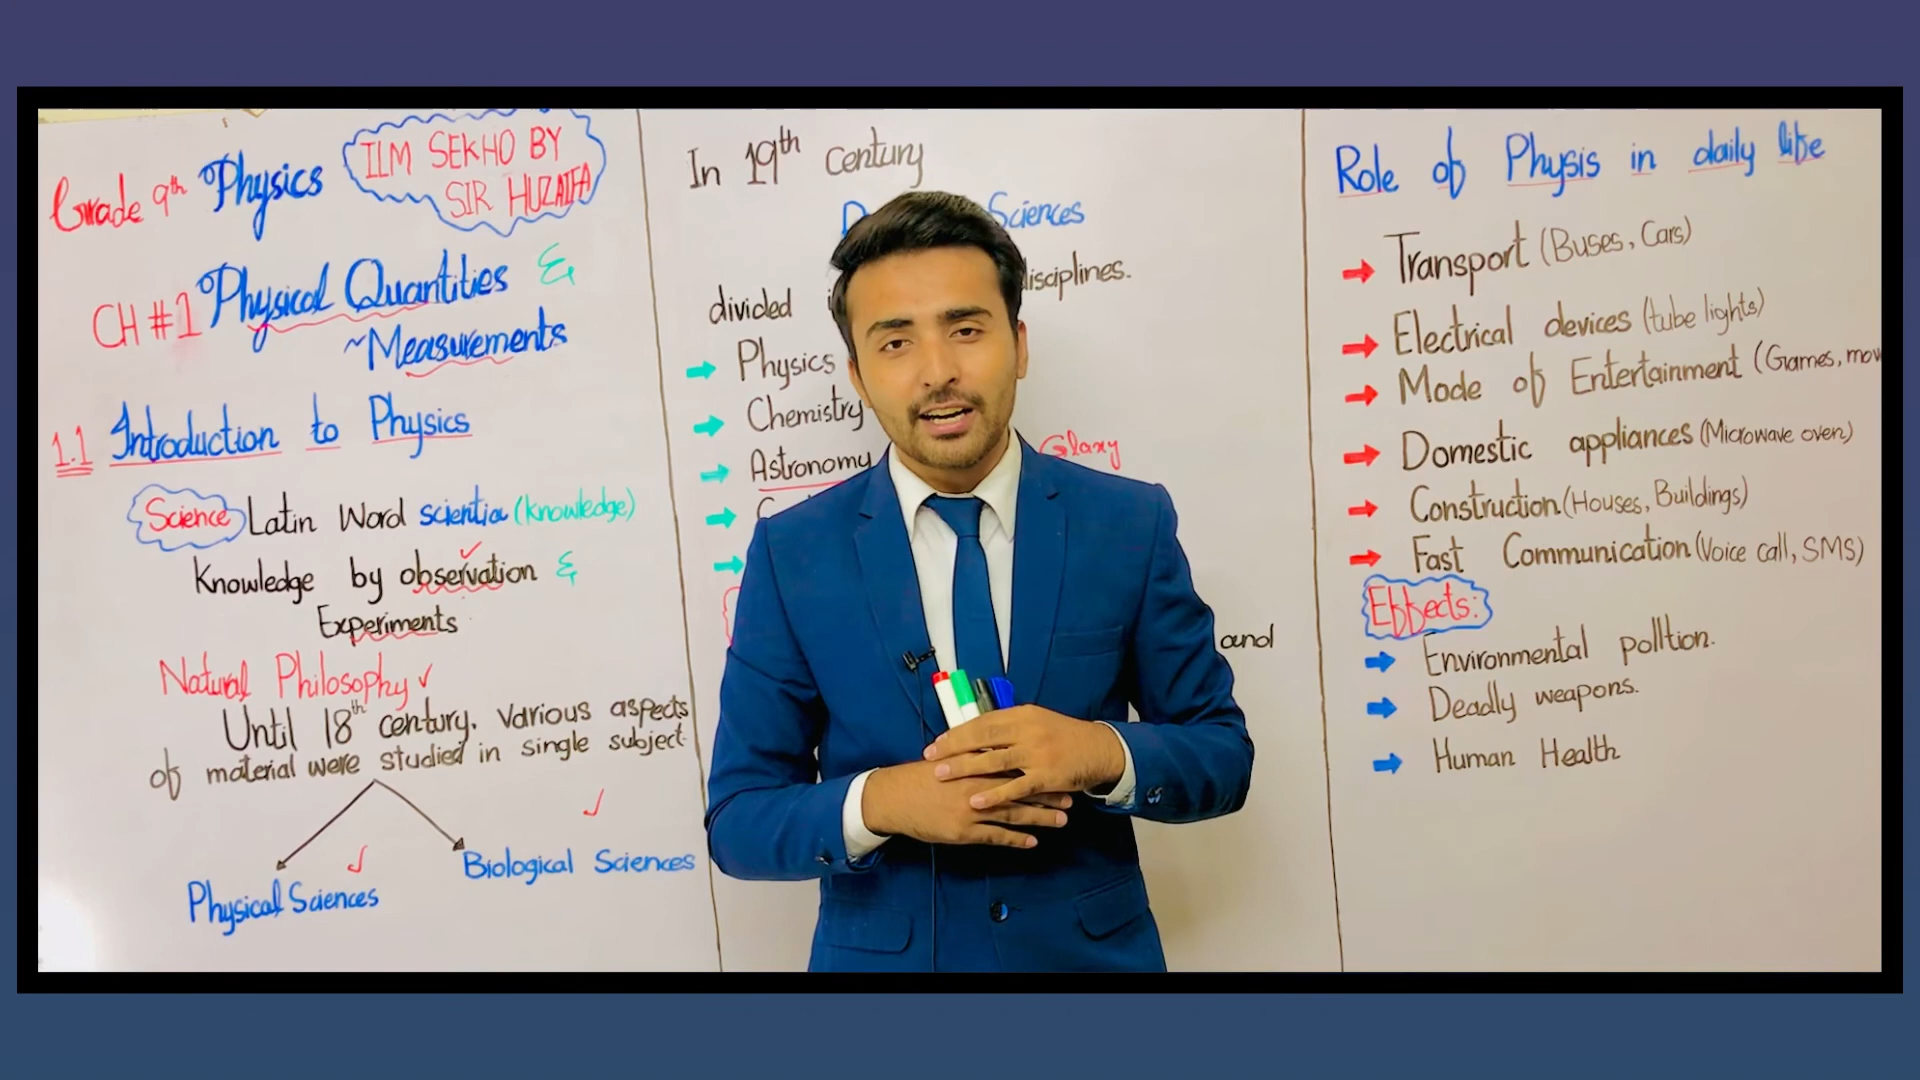 Grade 9th Physics
ILM SEKHO BY
SIR HUZAIFA
CH #1 Physical Quantities &
~Measurements
1.1 Introduction to Physics
Science Latin Word scientia (knowledge)
Knowledge by observation &
Experiments
Natural Philosophy ✓
Until 18th century. Various aspects
of material were studied in single subject.
Physical Sciences
Biological Sciences
In 19th century
Sciences
divided disciplines.
Physics
Chemistry
Astronomy Glaxy
and
Role of Physis in daily life
Transport (Buses, Cars)
Electrical devices (tube lights)
Mode of Entertainment (Games, mov
Domestic appliances (Microwave oven)
Construction (Houses, Buildings)
Fast Communication (Voice call, SMS)
Effects:
Environmental polltion.
Deadly weapons.
Human Health